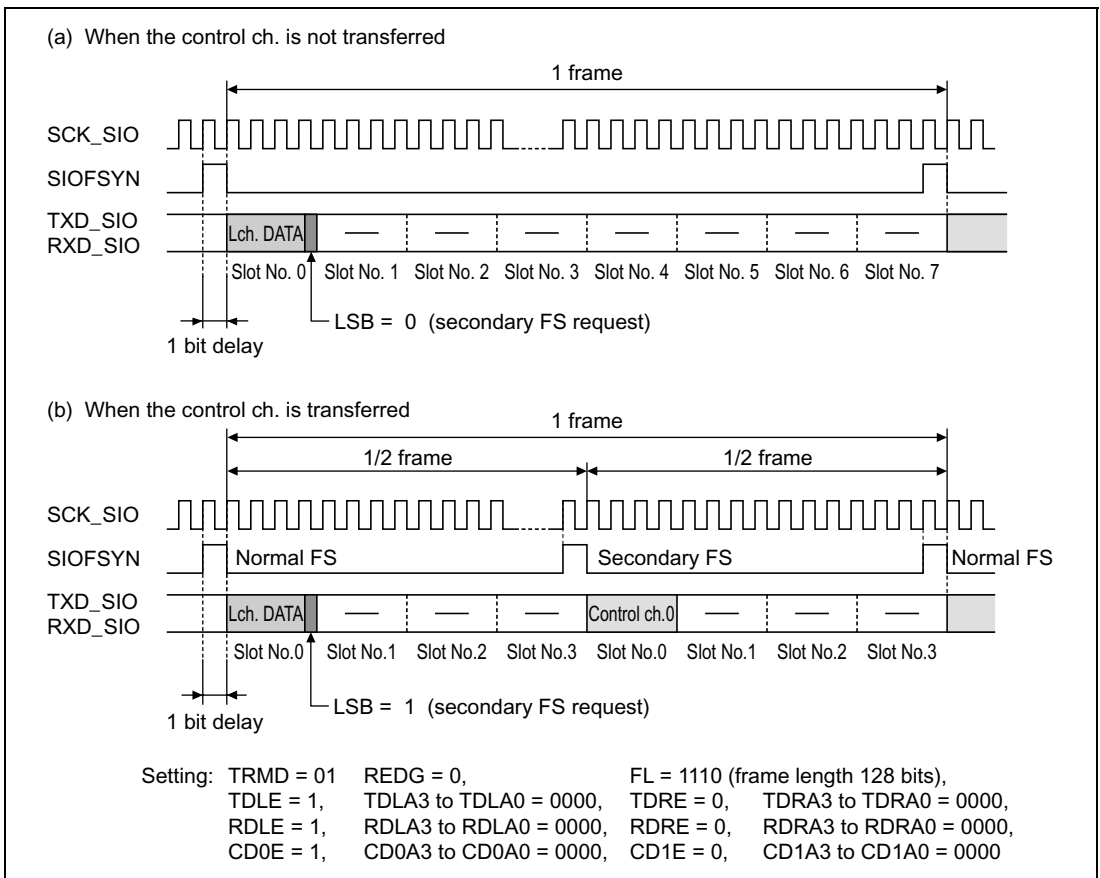 (a) When the control ch. is not transferred
1 frame
SCK_SIO
SIOFSYN
TXD_SIO
RXD_SIO
Lch. DATA
Slot No. 0 Slot No. 1 Slot No. 2 Slot No. 3 Slot No. 4 Slot No. 5 Slot No. 6 Slot No. 7
LSB = 0 (secondary FS request)
1 bit delay
(b) When the control ch. is transferred
1 frame
1/2 frame 1/2 frame
SCK_SIO
SIOFSYN Normal FS Secondary FS Normal FS
TXD_SIO
RXD_SIO
Lch. DATA Control ch.0
Slot No.0 Slot No.1 Slot No.2 Slot No.3 Slot No.0 Slot No.1 Slot No.2 Slot No.3
LSB = 1 (secondary FS request)
1 bit delay
Setting: TRMD = 01 REDG = 0, FL = 1110 (frame length 128 bits),
TDLE = 1, TDLA3 to TDLA0 = 0000, TDRE = 0, TDRA3 to TDRA0 = 0000,
RDLE = 1, RDLA3 to RDLA0 = 0000, RDRE = 0, RDRA3 to RDRA0 = 0000,
CD0E = 1, CD0A3 to CD0A0 = 0000, CD1E = 0, CD1A3 to CD1A0 = 0000